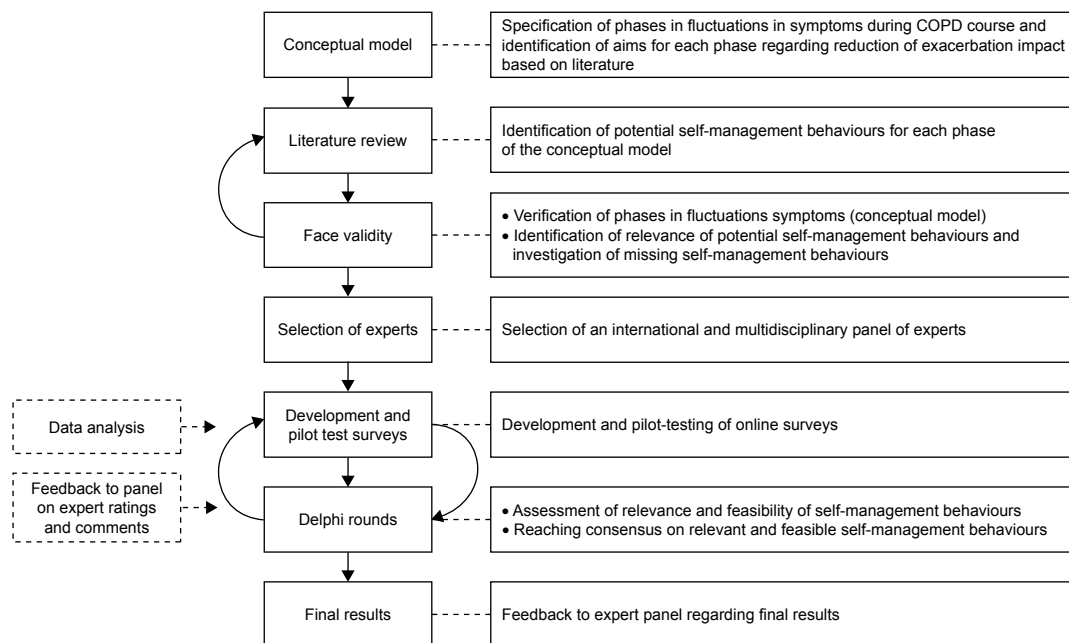 Conceptual model
Specification of phases in fluctuations in symptoms during COPD course and
identification of aims for each phase regarding reduction of exacerbation impact
based on literature
Literature review
Identification of potential self-management behaviours for each phase
of the conceptual model
Face validity
• Verification of phases in fluctuations symptoms (conceptual model)
• Identification of relevance of potential self-management behaviours and
investigation of missing self-management behaviours
Selection of experts
Selection of an international and multidisciplinary panel of experts
Data analysis
Development and
pilot test surveys
Development and pilot-testing of online surveys
Feedback to panel
on expert ratings
and comments
Delphi rounds
• Assessment of relevance and feasibility of self-management behaviours
• Reaching consensus on relevant and feasible self-management behaviours
Final results
Feedback to expert panel regarding final results